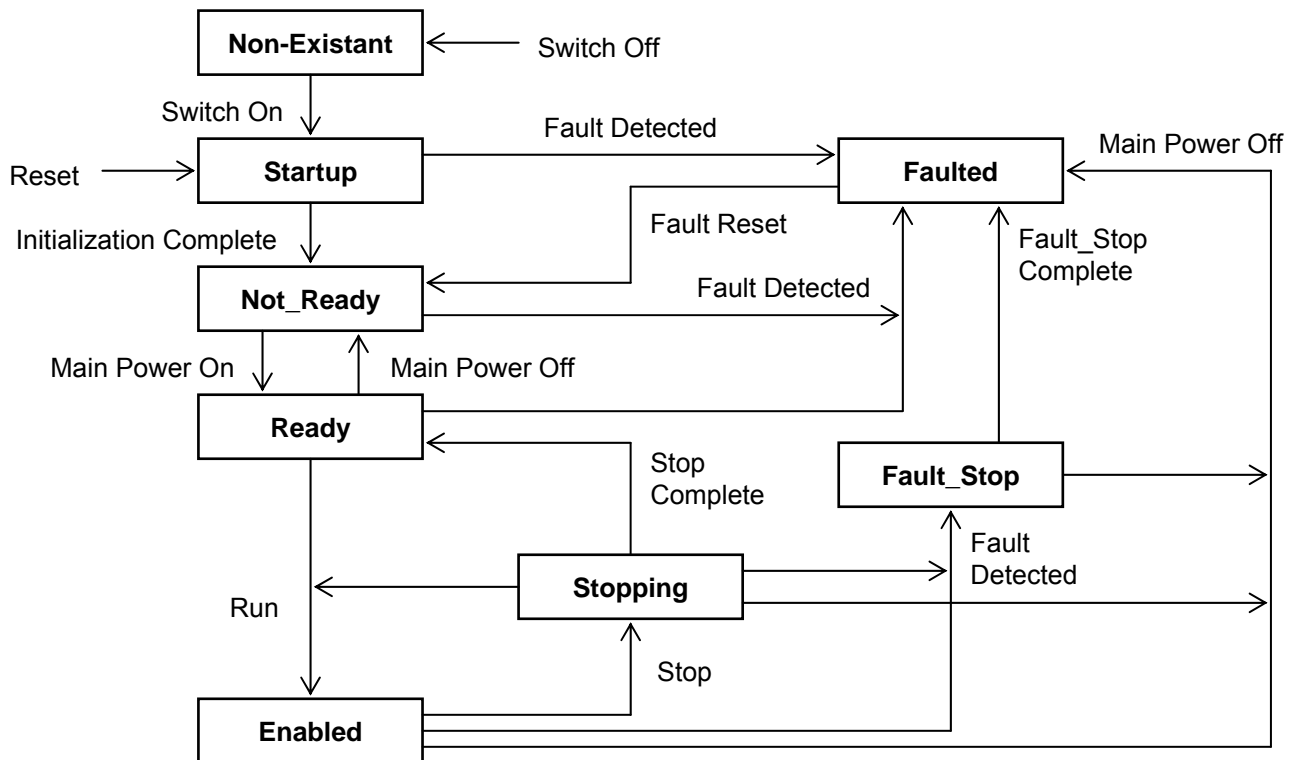 Non-Existant
Switch Off
Switch On
Fault Detected
Main Power Off
Startup
Faulted
Reset
Fault Reset
Initialization Complete
Fault_Stop
Complete
Not_Ready
Fault Detected
Main Power On
Main Power Off
Ready
Stop
Complete
Fault_Stop
Fault
Detected
Stopping
Run
Stop
Enabled